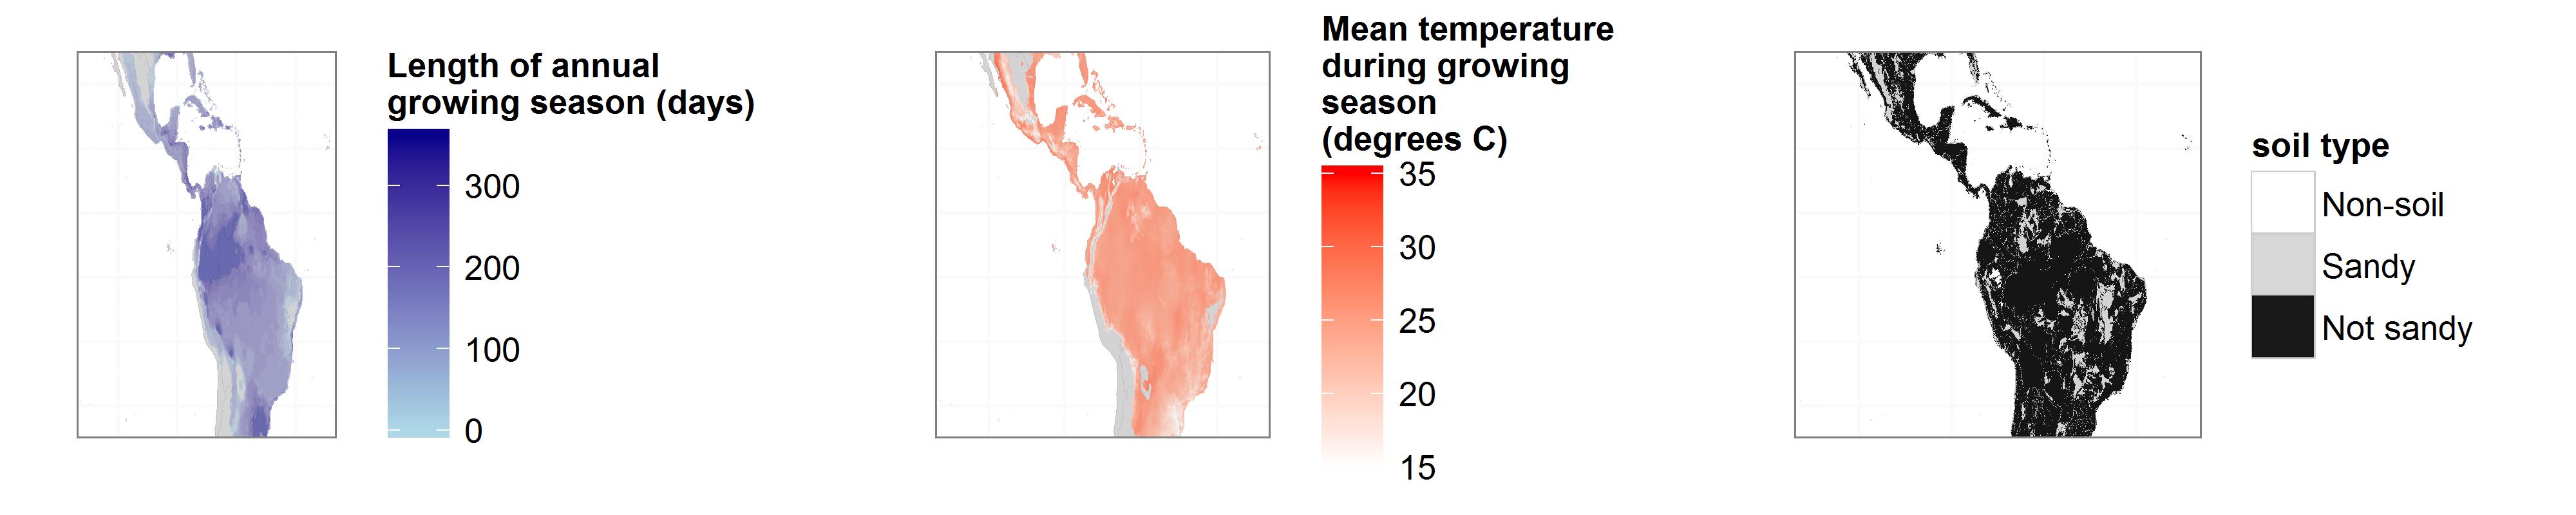 Length of annual
growing season (days)
300
200
100
0
Mean temperature
during growing
season
(degrees C)
35
30
25
20
15
soil type
Non-soil
Sandy
Not sandy